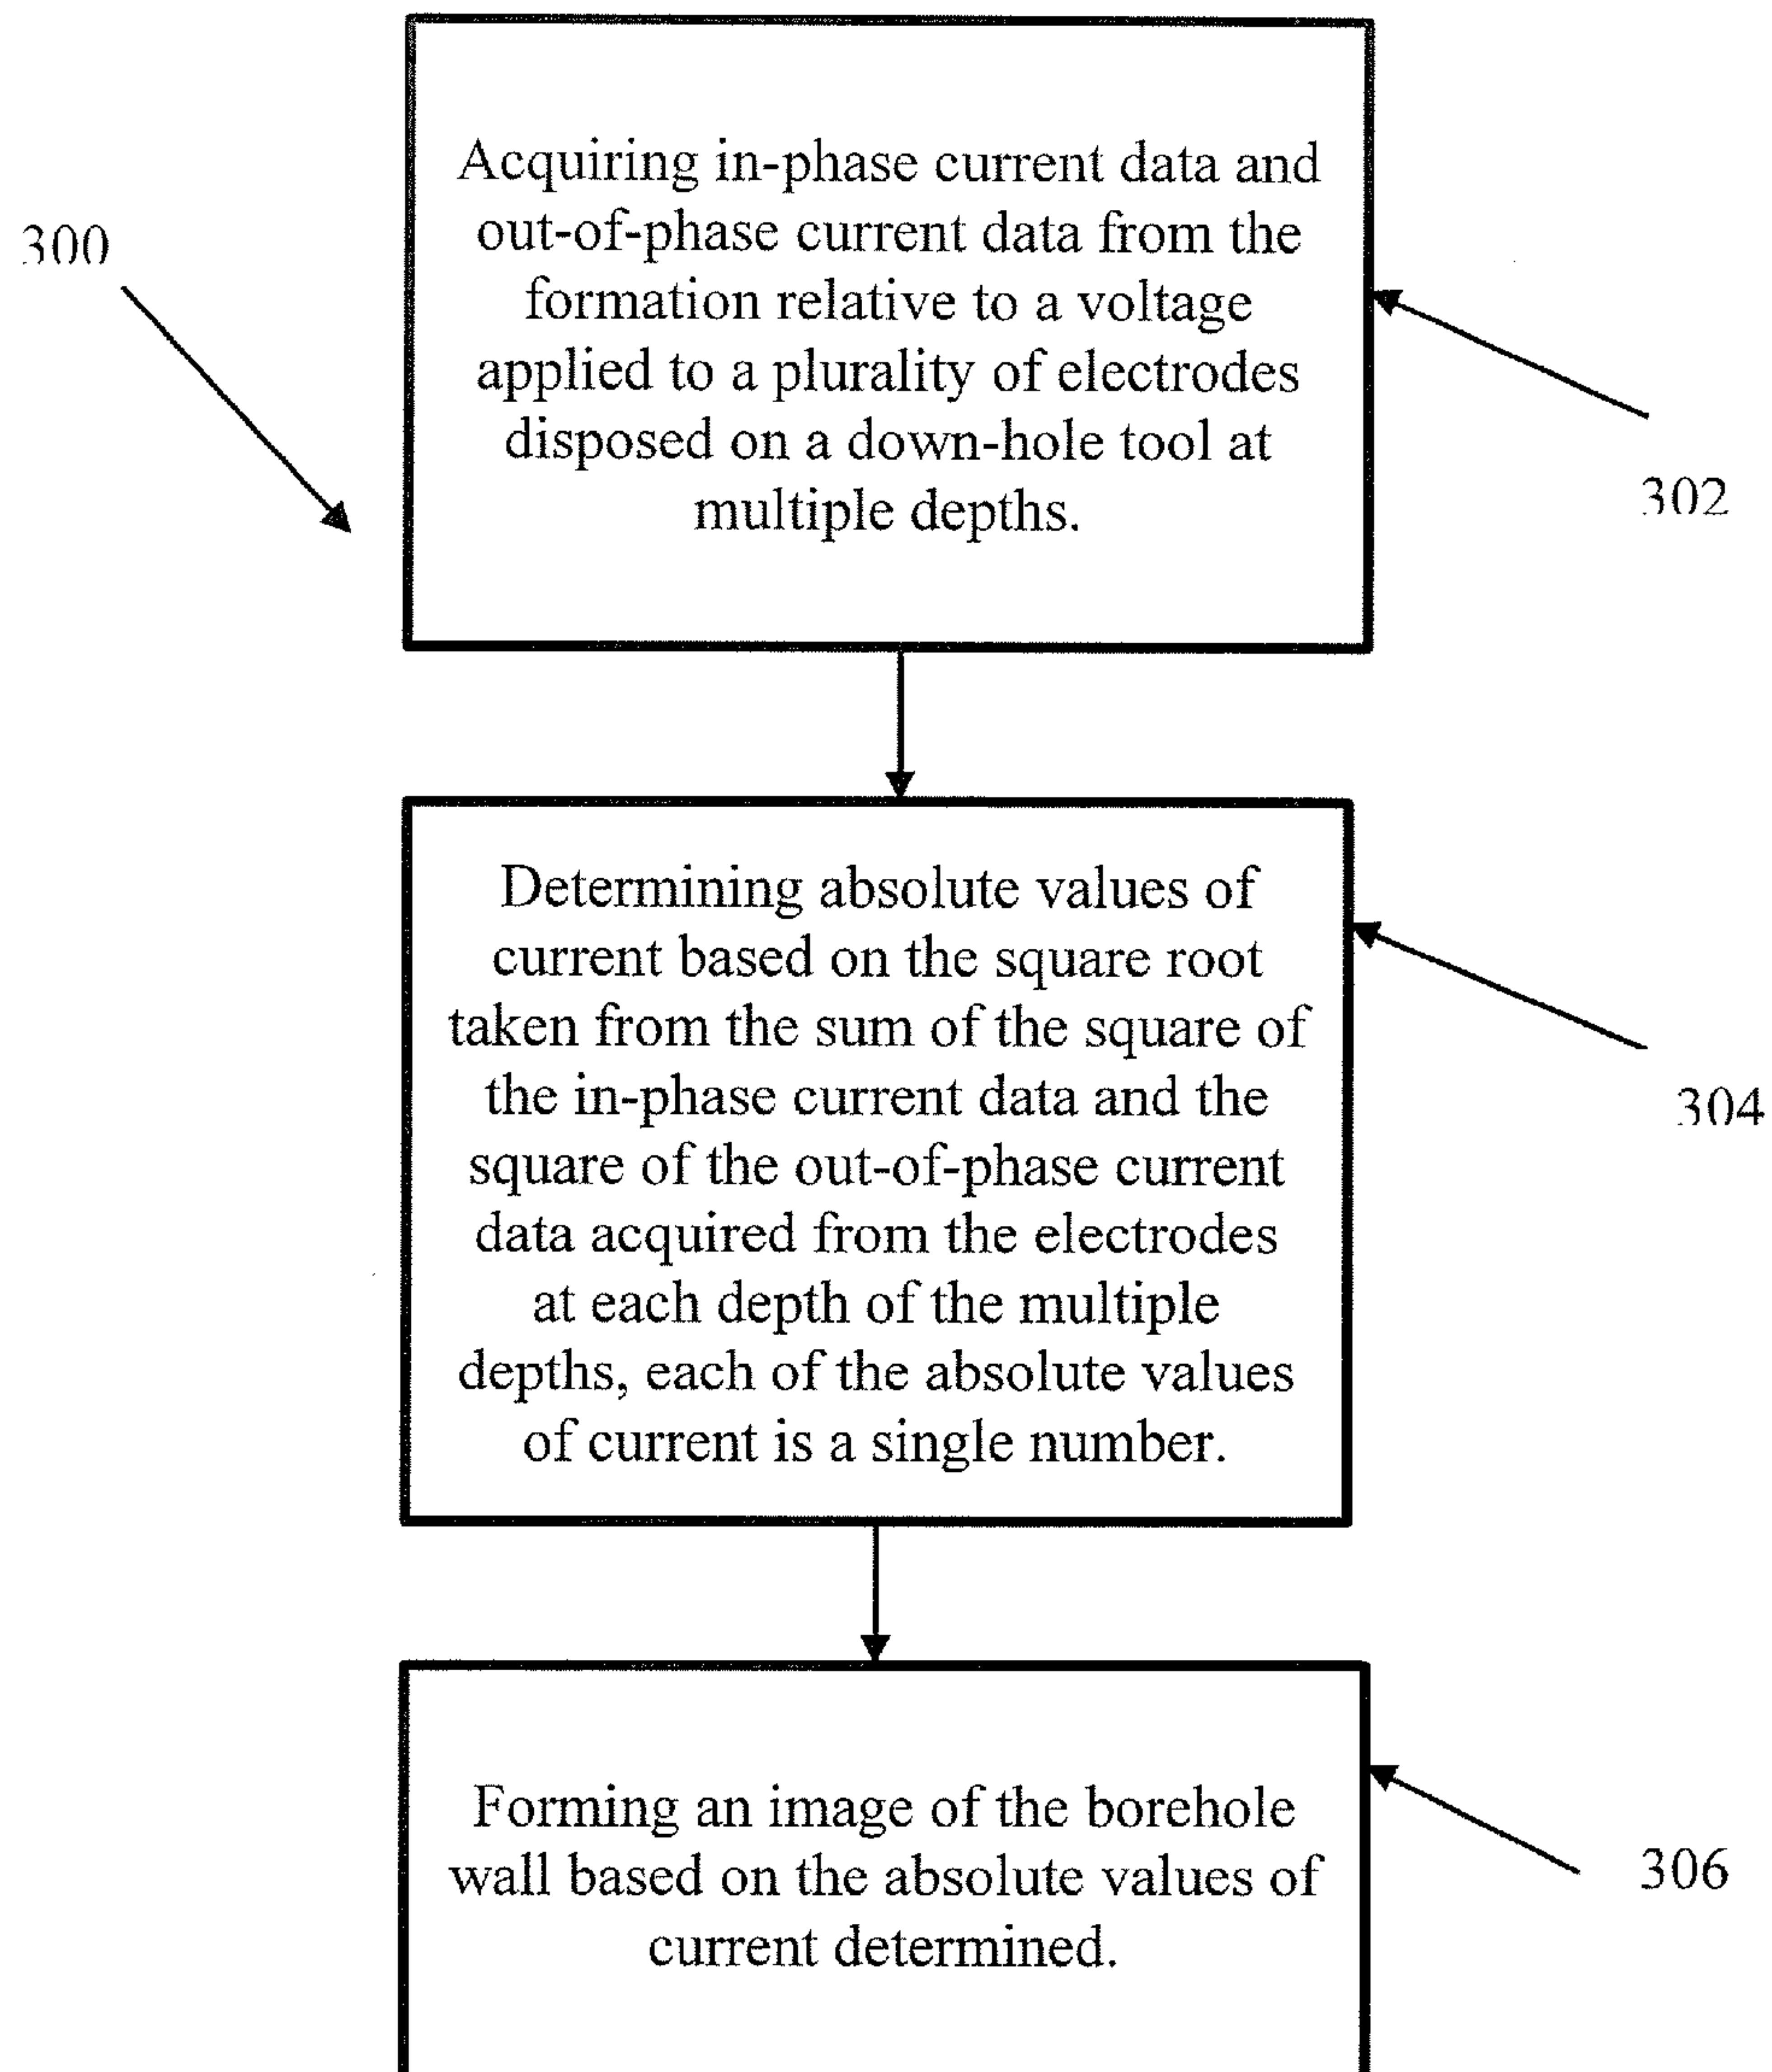 300
Acquiring in-phase current data and
out-of-phase current data from the
formation relative to a voltage
applied to a plurality of electrodes
disposed on a down-hole tool at
multiple depths.
302
Determining absolute values of
current based on the square root
taken from the sum of the square of
the in-phase current data and the
square of the out-of-phase current
data acquired from the electrodes
at each depth of the multiple
depths, each of the absolute values
of current is a single number.
304
Forming an image of the borehole
wall based on the absolute values of
current determined.
306